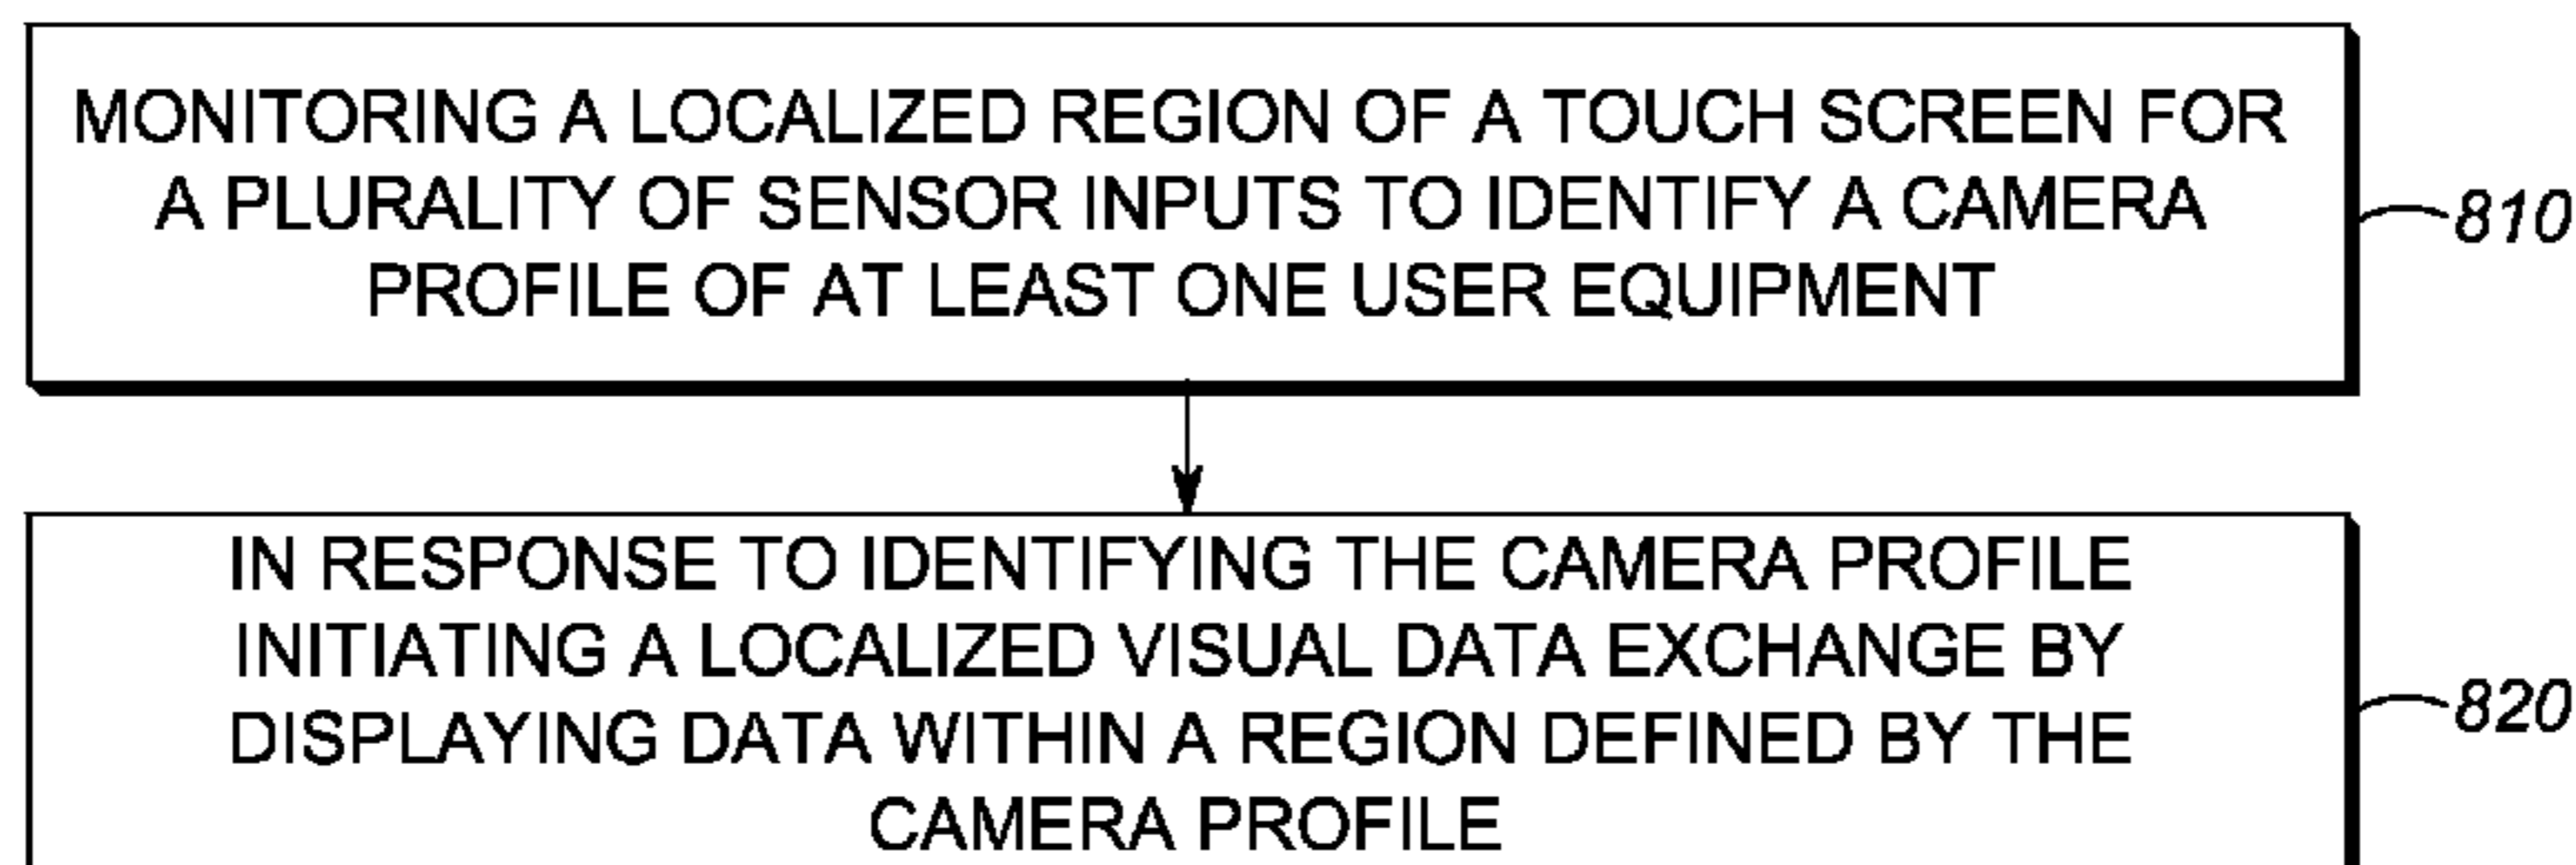 MONITORING A LOCALIZED REGION OF A TOUCH SCREEN FOR
A PLURALITY OF SENSOR INPUTS TO IDENTIFY A CAMERA
PROFILE OF AT LEAST ONE USER EQUIPMENT
810
IN RESPONSE TO IDENTIFYING THE CAMERA PROFILE
INITIATING A LOCALIZED VISUAL DATA EXCHANGE BY
DISPLAYING DATA WITHIN A REGION DEFINED BY THE
CAMERA PROFILE
820